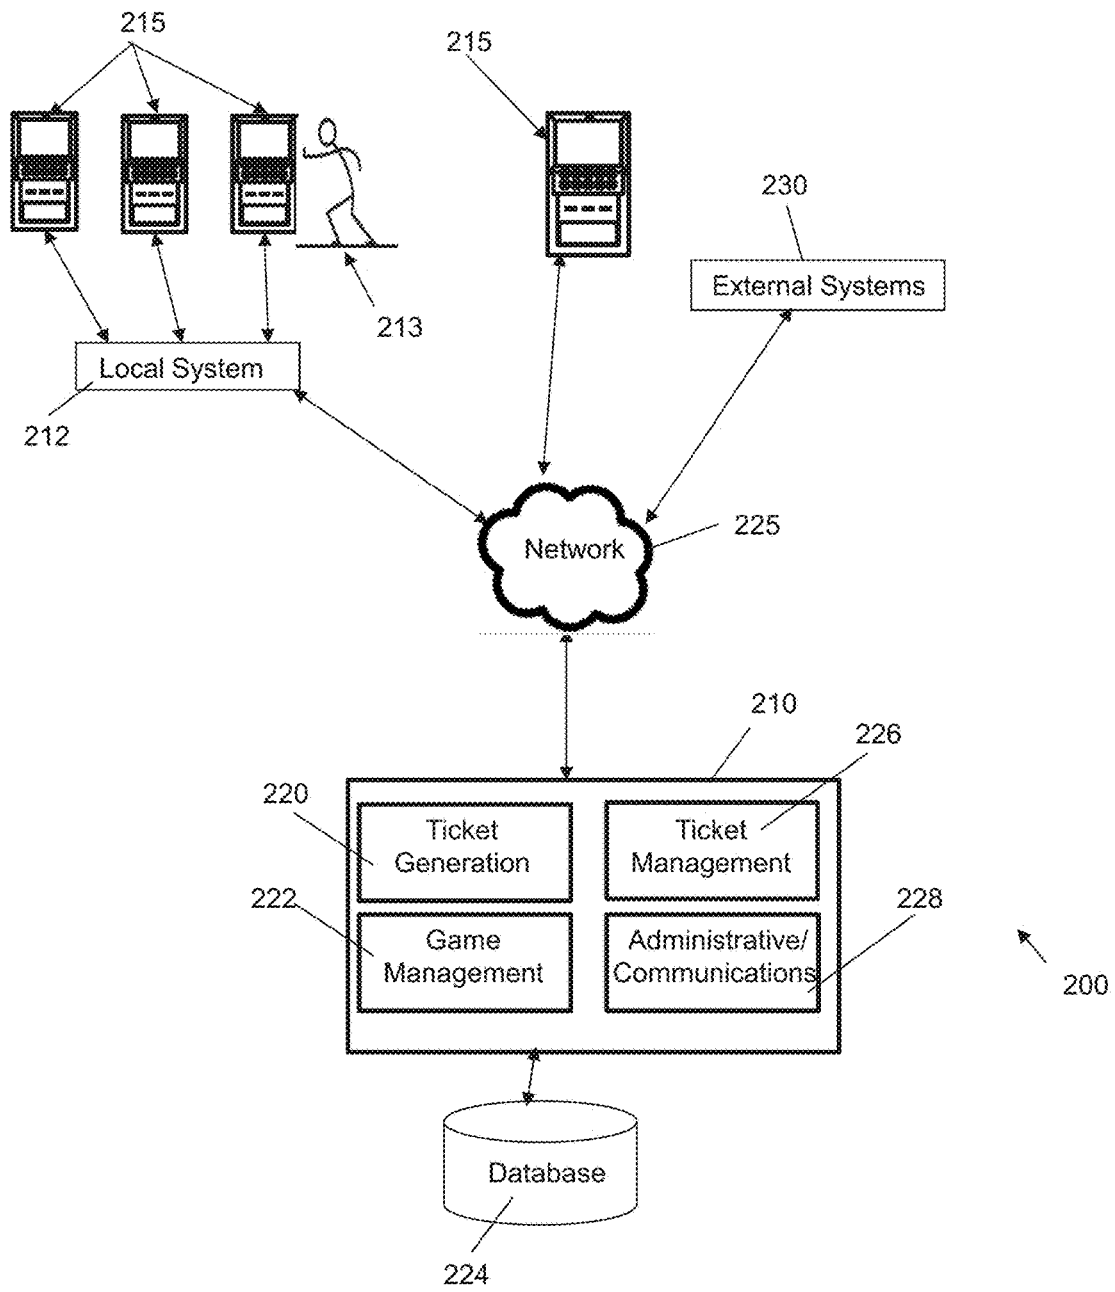 215
215
230
External Systems
213
Local System
212
225
Network
210
226
220
Ticket
Generation
Ticket
Management
222
228
Game
Management
Administrative/
Communications
200
Database
224